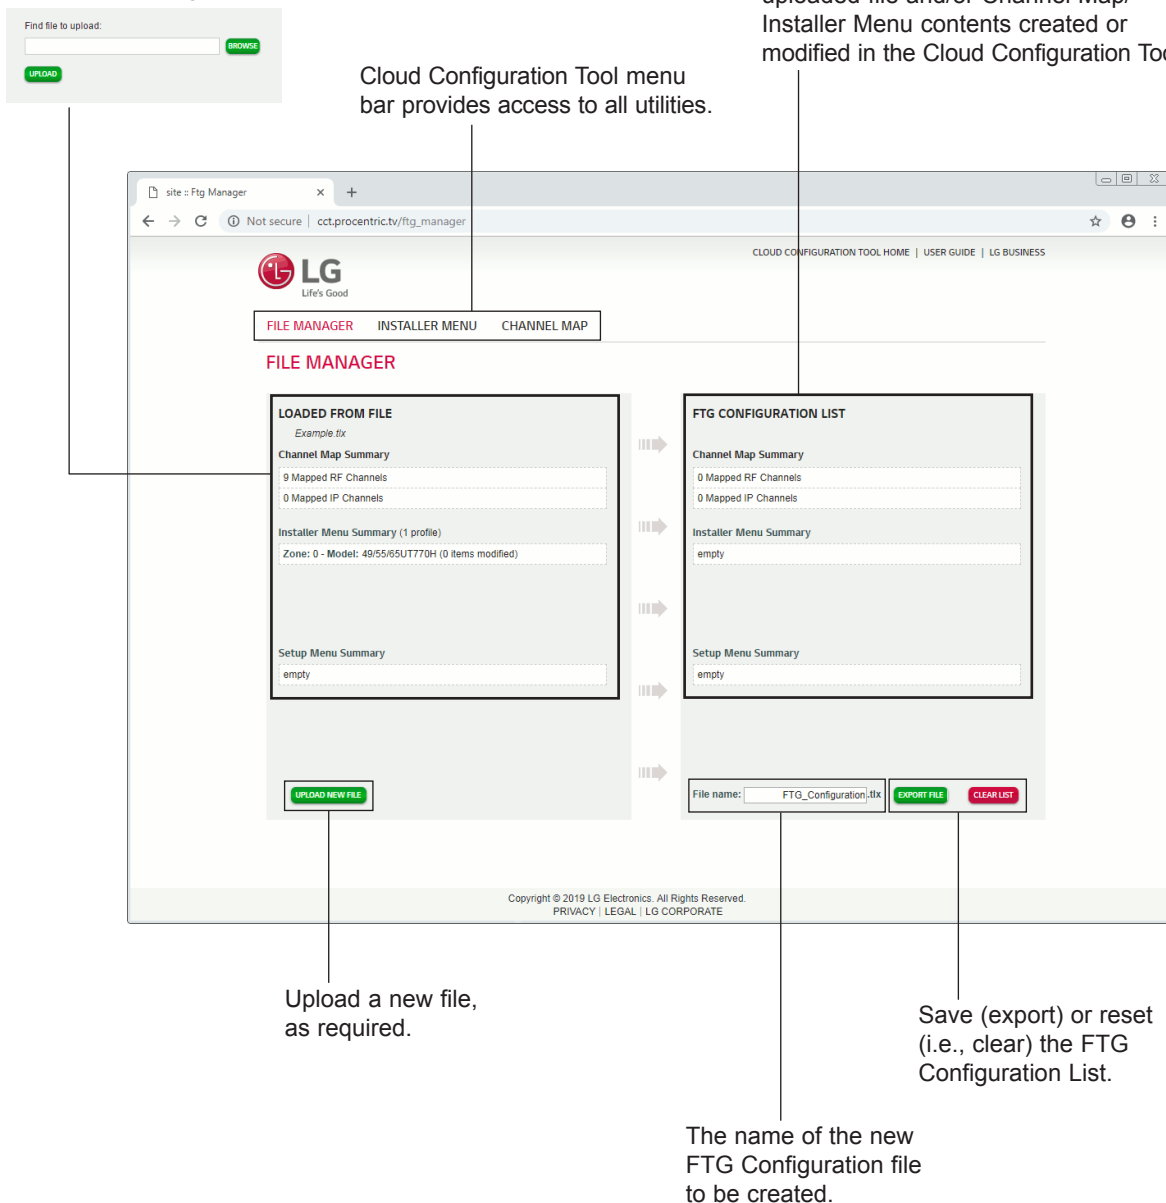 uploaded file and/or Channel Map/
Installer Menu contents created or
modified in the Cloud Configuration
Find file to upload:
BROWSE
UPLOAD
Cloud Configuration Tool menu
bar provides access to all utilities.
site :: Ftg Manager
Not secure | cct.procentric.tv/ftg_manager
CLOUD CONFIGURATION TOOL HOME | USER GUIDE | LG BUSINESS
LG
Life's Good
FILE MANAGER INSTALLER MENU CHANNEL MAP
FILE MANAGER
LOADED FROM FILE
Example.tlx
Channel Map Summary
9 Mapped RF Channels
0 Mapped IP Channels
Installer Menu Summary (1 profile)
Zone: 0 - Model: 49/55/65UT770H (0 items modified)
Setup Menu Summary
empty
UPLOAD NEW FILE
FTG CONFIGURATION LIST
Channel Map Summary
0 Mapped RF Channels
0 Mapped IP Channels
Installer Menu Summary
empty
Setup Menu Summary
empty
File name: FTG_Configuration .tlx EXPORT FILE CLEAR LIST
Copyright © 2019 LG Electronics. All Rights Reserved.
PRIVACY | LEGAL | LG CORPORATE
Upload a new file,
as required.
Save (export) or reset
(i.e., clear) the FTG
Configuration List.
The name of the new
FTG Configuration file
to be created.